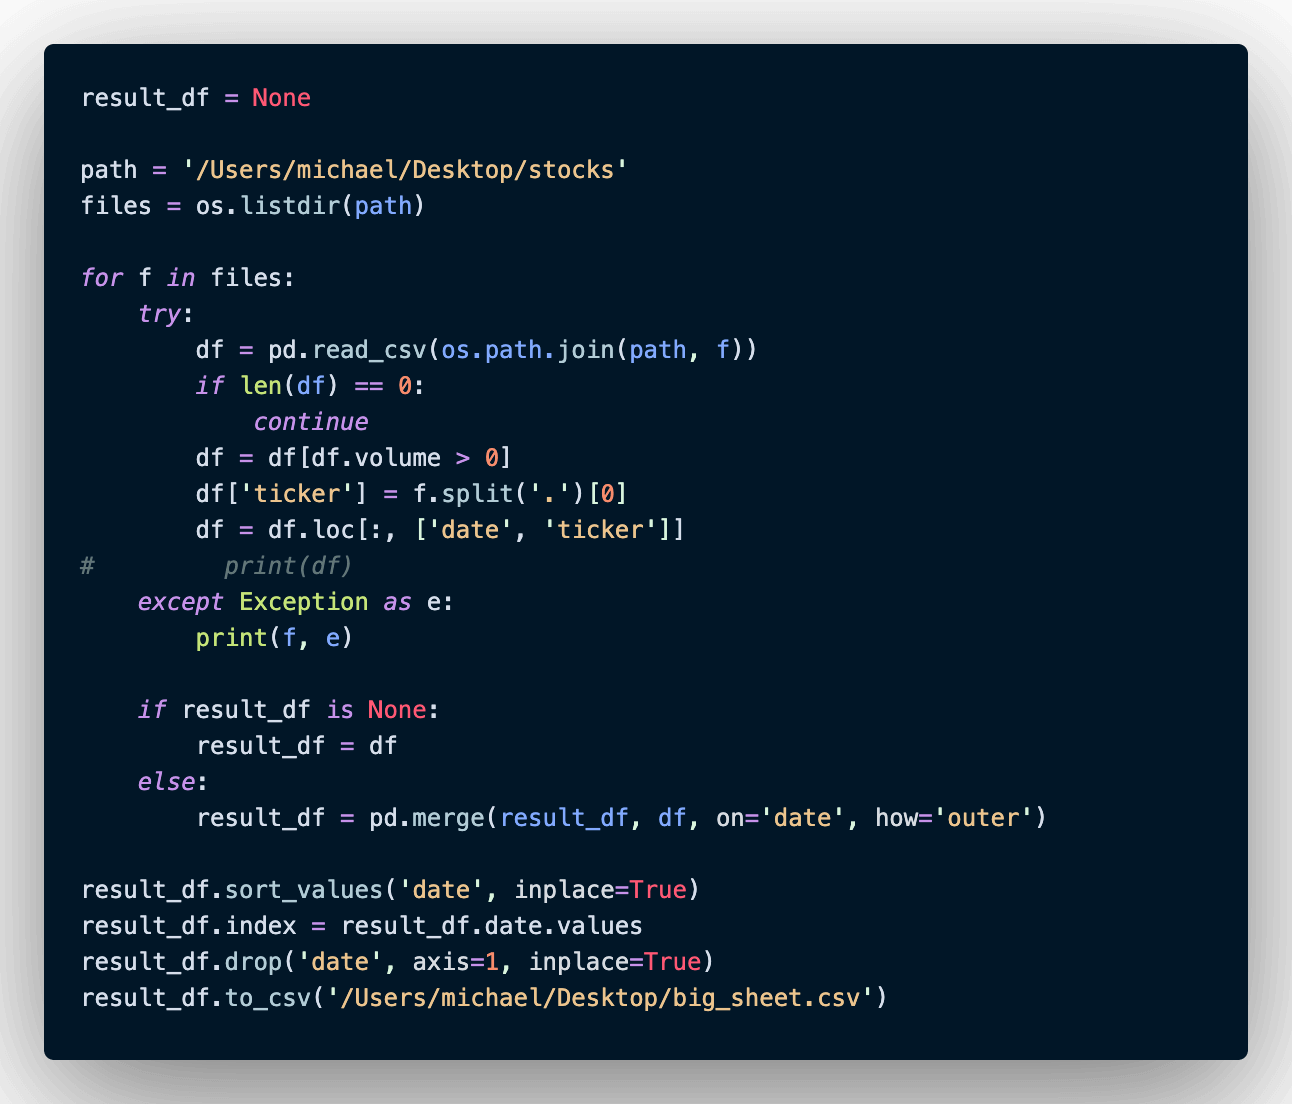 result_df = None

path = '/Users/michael/Desktop/stocks'
files = os.listdir(path)

for f in files:
    try:
        df = pd.read_csv(os.path.join(path, f))
        if len(df) == 0:
            continue
        df = df[df.volume > 0]
        df['ticker'] = f.split('.')[0]
        df = df.loc[:, ['date', 'ticker']]
#         print(df)
    except Exception as e:
        print(f, e)

    if result_df is None:
        result_df = df
    else:
        result_df = pd.merge(result_df, df, on='date', how='outer')

result_df.sort_values('date', inplace=True)
result_df.index = result_df.date.values
result_df.drop('date', axis=1, inplace=True)
result_df.to_csv('/Users/michael/Desktop/big_sheet.csv')